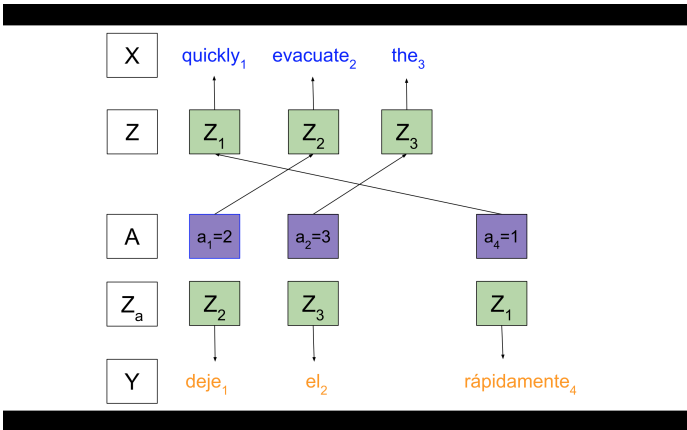 X quickly₁ evacuate₂ the₃
Z Z₁ Z₂ Z₃
A a₁=2 a₂=3 a₄=1
Zₐ Z₂ Z₃ Z₁
Y deje₁ el₂ rápidamente₄